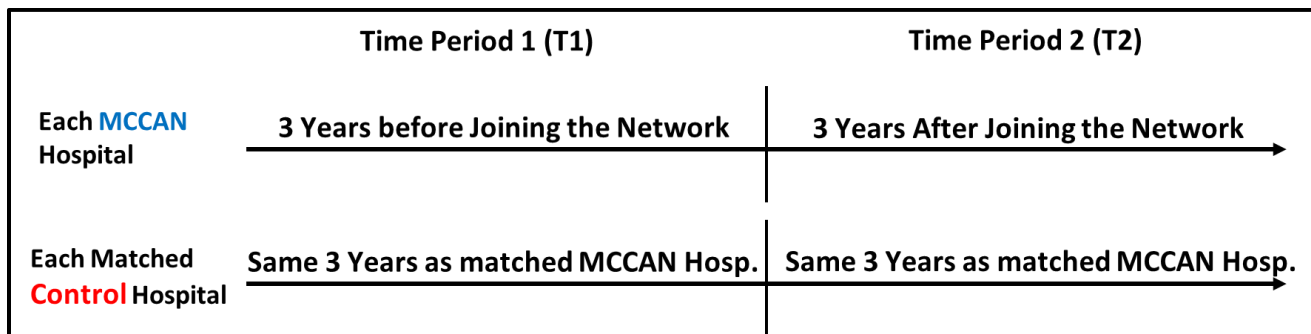 Time Period 1 (T1)
Time Period 2 (T2)
Each MCCAN
Hospital
3 Years before Joining the Network
3 Years After Joining the Network
Each Matched
Control Hospital
Same 3 Years as matched MCCAN Hosp.
Same 3 Years as matched MCCAN Hosp.